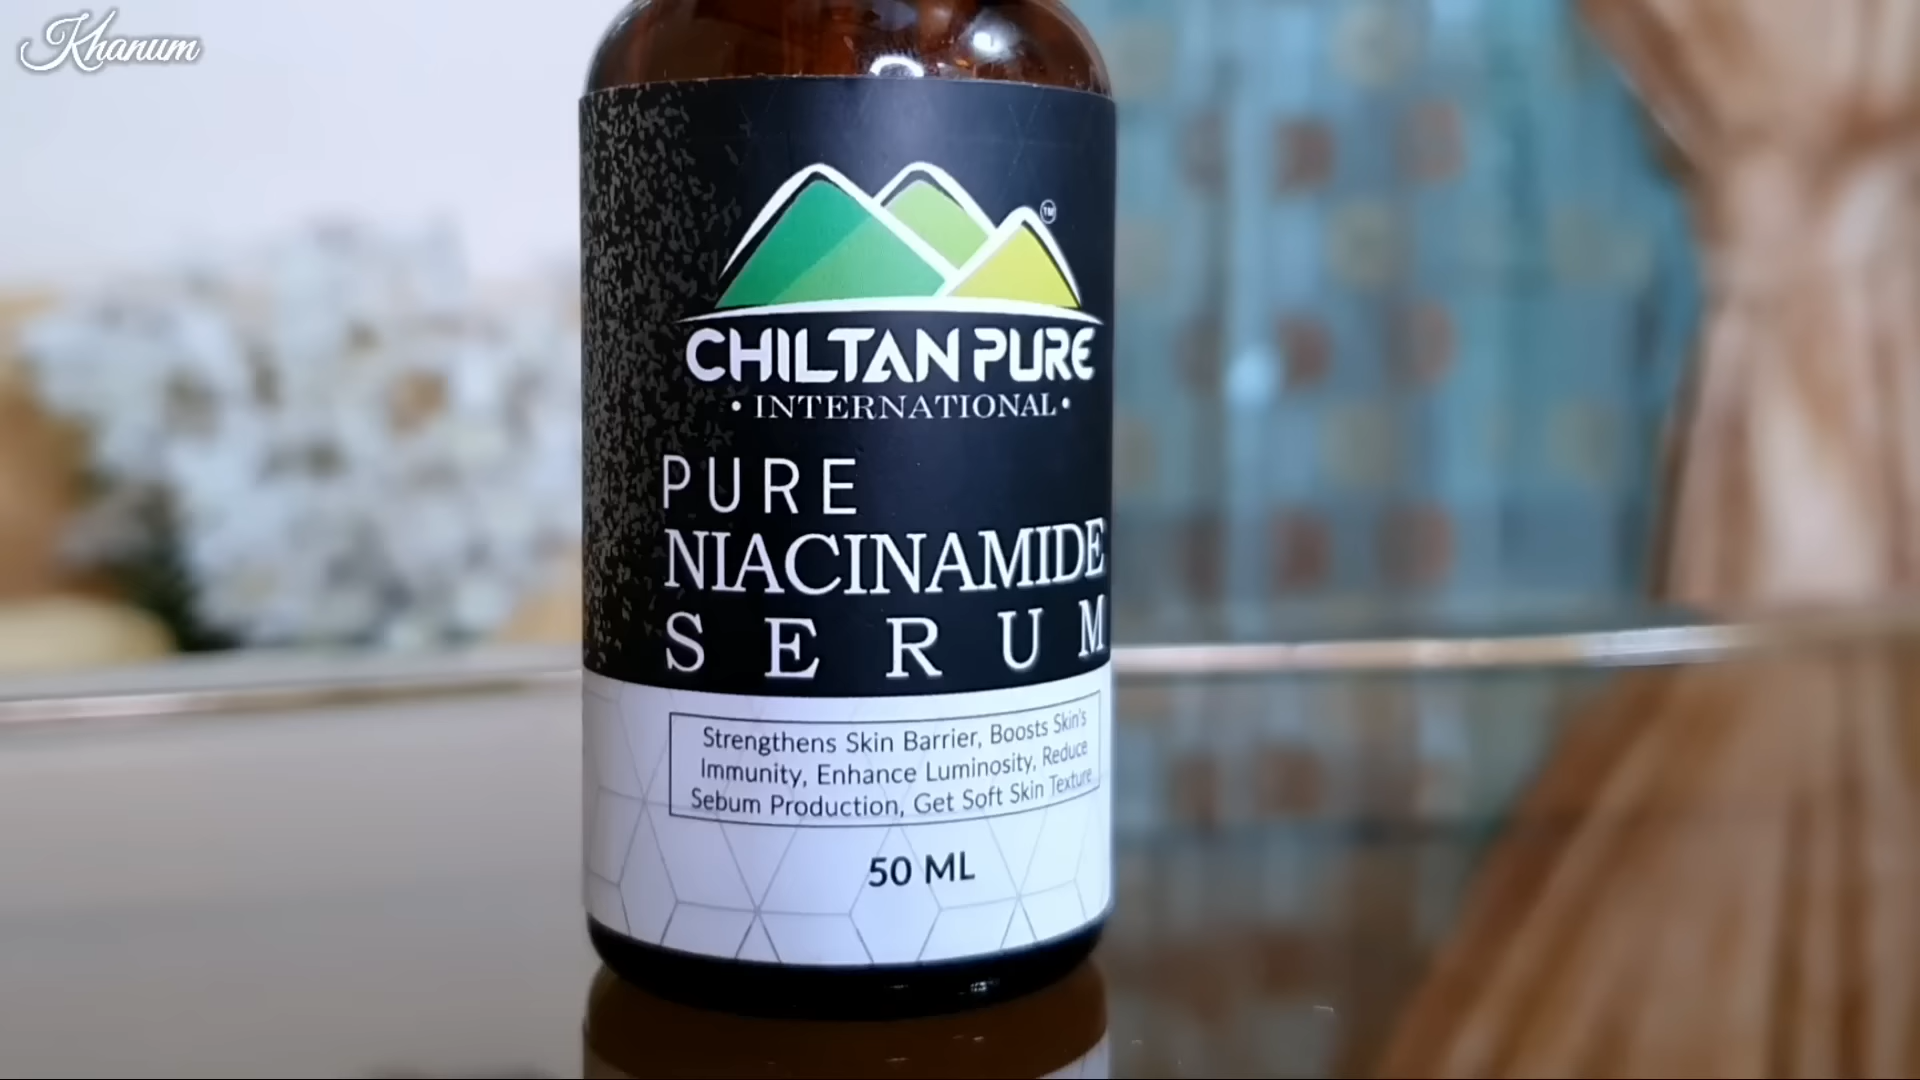 Khanum
TM
CHILTAN PURE
• INTERNATIONAL •
PURE
NIACINAMIDE
SERUM
Strengthens Skin Barrier, Boosts Skin's
Immunity, Enhance Luminosity, Reduce
Sebum Production, Get Soft Skin Texture
50 ML